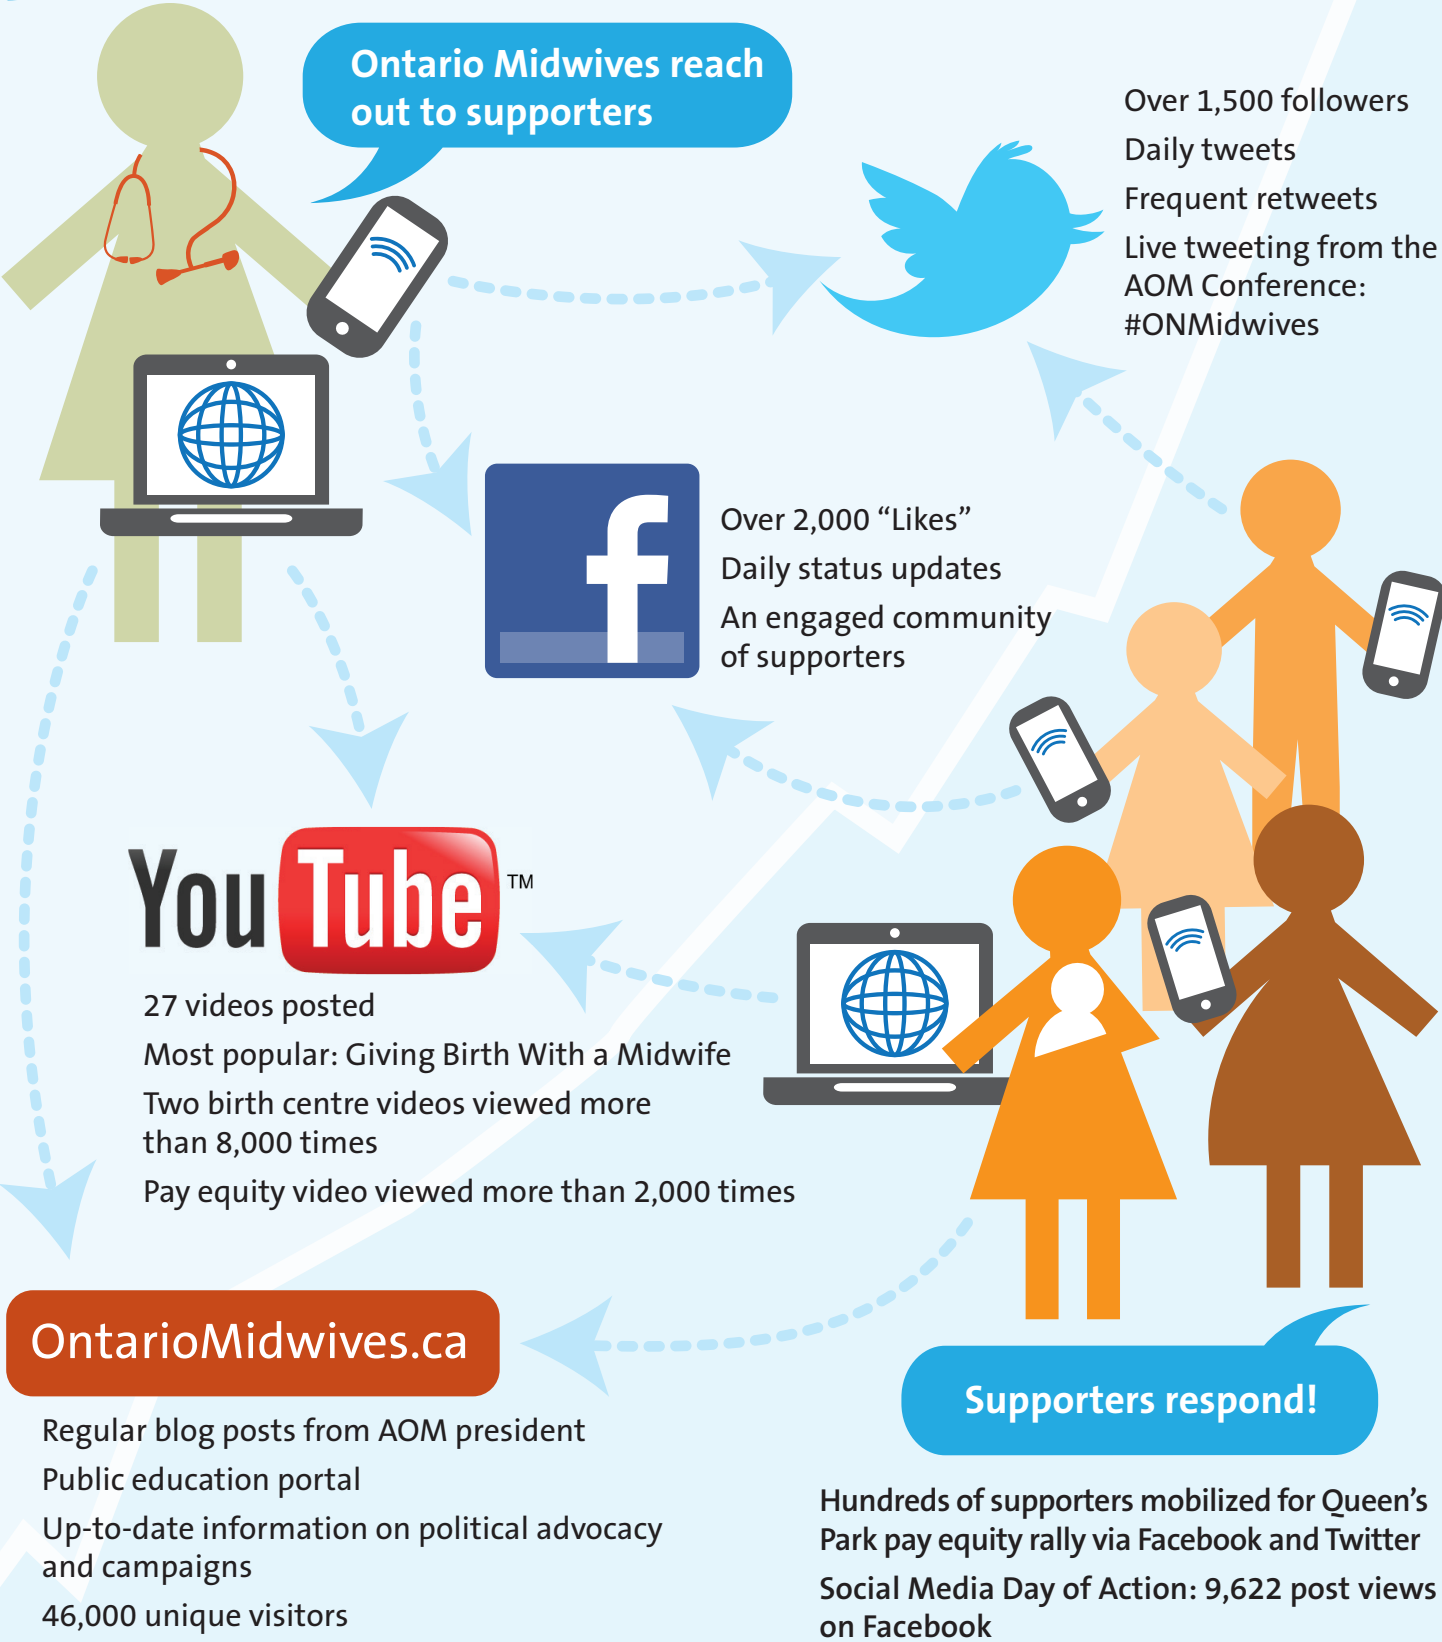 Ontario Midwives reach
out to supporters
Over 1,500 followers
Daily tweets
Frequent retweets
Live tweeting from the
AOM Conference:
#ONMidwives
f
Over 2,000 “Likes”
Daily status updates
An engaged community
of supporters
YouTube™
27 videos posted
Most popular: Giving Birth With a Midwife
Two birth centre videos viewed more
than 8,000 times
Pay equity video viewed more than 2,000 times
OntarioMidwives.ca
Regular blog posts from AOM president
Public education portal
Up-to-date information on political advocacy
and campaigns
46,000 unique visitors
Supporters respond!
Hundreds of supporters mobilized for Queen’s
Park pay equity rally via Facebook and Twitter
Social Media Day of Action: 9,622 post views
on Facebook